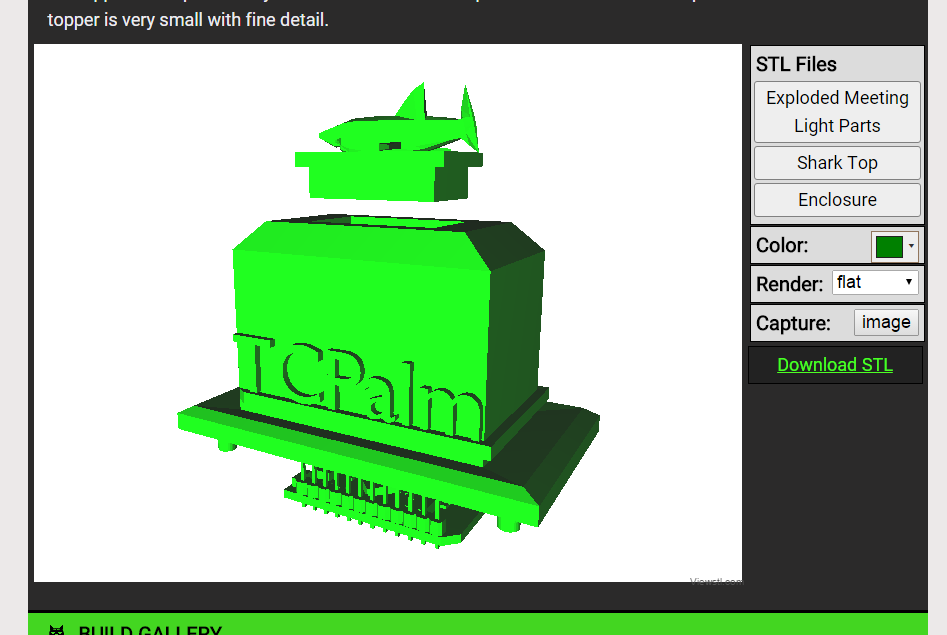 topper is very small with fine detail.
STL Files
Exploded Meeting
Light Parts
Shark Top
Enclosure
Color:
Render: flat
Capture: image
Download STL
TCPalm
Viewstl.com
BUILD GALLERY